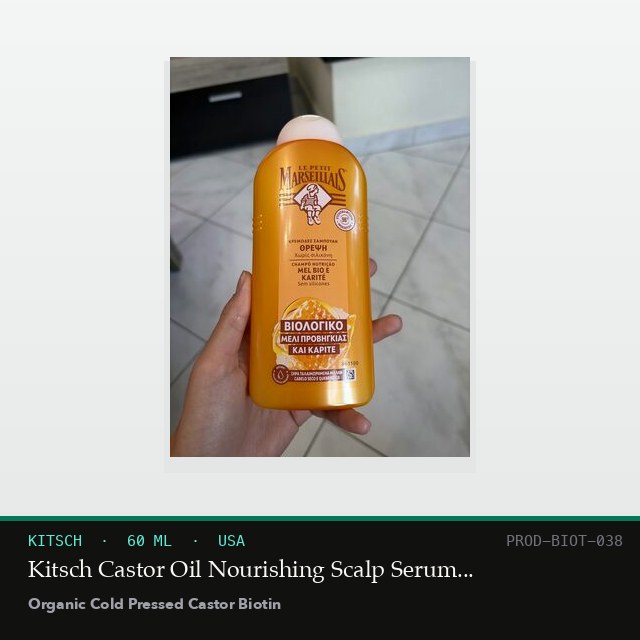 LE PETIT
MARSEILLAIS
ΚΡΕΜΩΔΕΣ ΣΑΜΠΟΥΑΝ
ΘΡΕΨΗ
Χωρίς σιλικόνη
CHAMPÔ NUTRIÇÃO
MEL BIO E
KARITÉ
Sem silicones
ΒΙΟΛΟΓΙΚΟ
ΜΕΛΙ ΠΡΟΒΗΓΚΙΑΣ
ΚΑΙ ΚΑΡΙΤΕ
KITSCH · 60 ML · USA
PROD–BIOT–038
Kitsch Castor Oil Nourishing Scalp Serum...
Organic Cold Pressed Castor Biotin